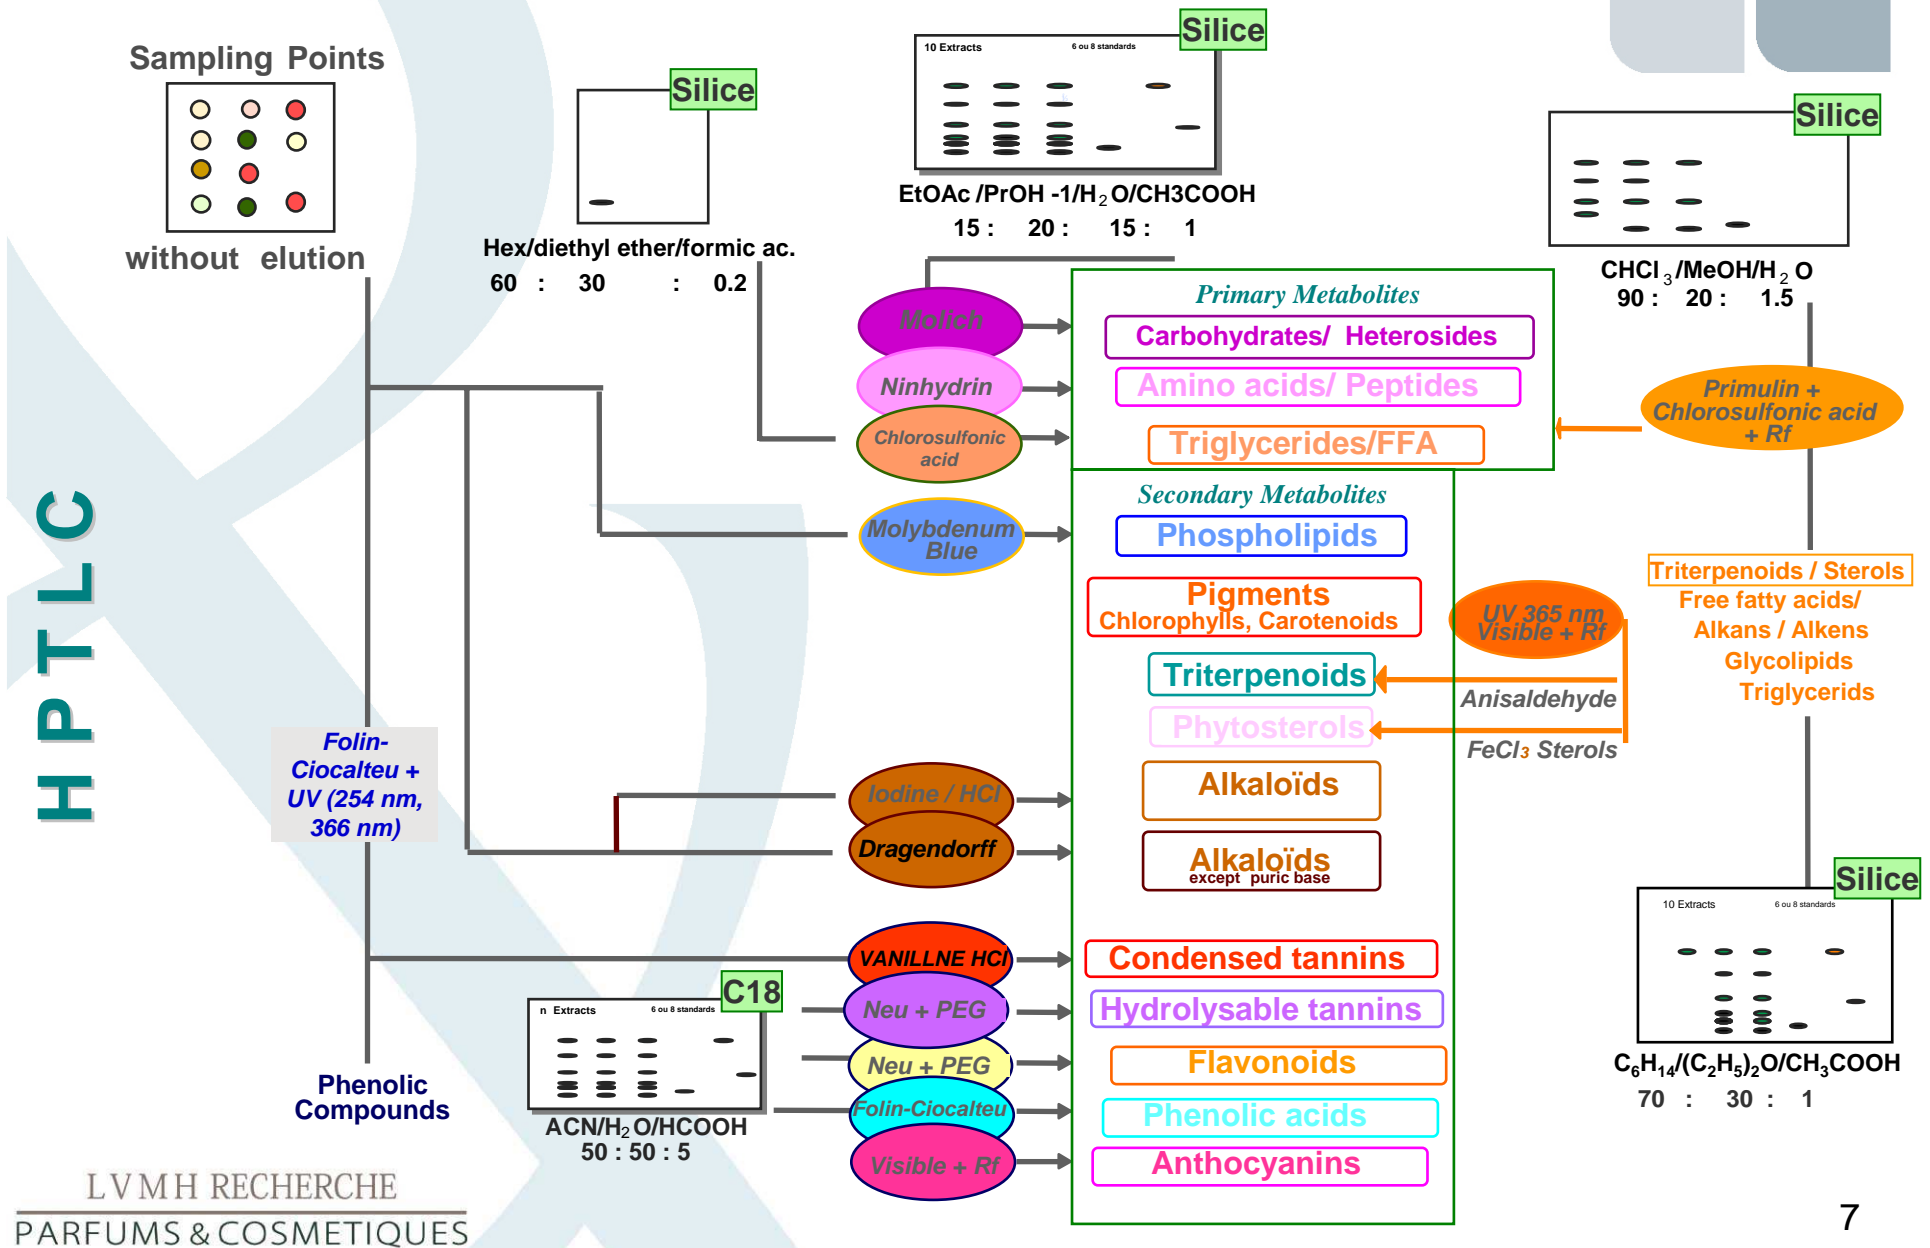 Sampling Points
without elution
Silice
Hex/diethyl ether/formic ac.
60 : 30 : 0.2
Silice
10 Extracts 6 ou 8 standards
EtOAc /PrOH -1/H2O/CH3COOH
15 : 20 : 15 : 1
Silice
CHCl3/MeOH/H2O
90 : 20 : 1.5
HPTLC
Primary Metabolites
Molich
Carbohydrates/ Heterosides
Ninhydrin
Amino acids/ Peptides
Chlorosulfonic
acid
Triglycerides/FFA
Primulin +
Chlorosulfonic acid
+ Rf
Secondary Metabolites
Molybdenum
Blue
Phospholipids
Pigments
Chlorophylls, Carotenoids
UV 365 nm
Visible + Rf
Triterpenoids
Anisaldehyde
Phytosterols
FeCl3 Sterols
Triterpenoids / Sterols
Free fatty acids/
Alkans / Alkens
Glycolipids
Triglycerids
Folin-
Ciocalteu +
UV (254 nm,
366 nm)
Iodine / HCl
Alkaloïds
Dragendorff
Alkaloïds
except puric base
VANILLNE HCl
Condensed tannins
Neu + PEG
Hydrolysable tannins
Neu + PEG
Flavonoids
Folin-Ciocalteu
Phenolic acids
Visible + Rf
Anthocyanins
Phenolic
Compounds
C18
n Extracts 6 ou 8 standards
ACN/H2O/HCOOH
50 : 50 : 5
Silice
10 Extracts 6 ou 8 standards
C6H14/(C2H5)2O/CH3COOH
70 : 30 : 1
LVMH RECHERCHE
PARFUMS & COSMETIQUES
7